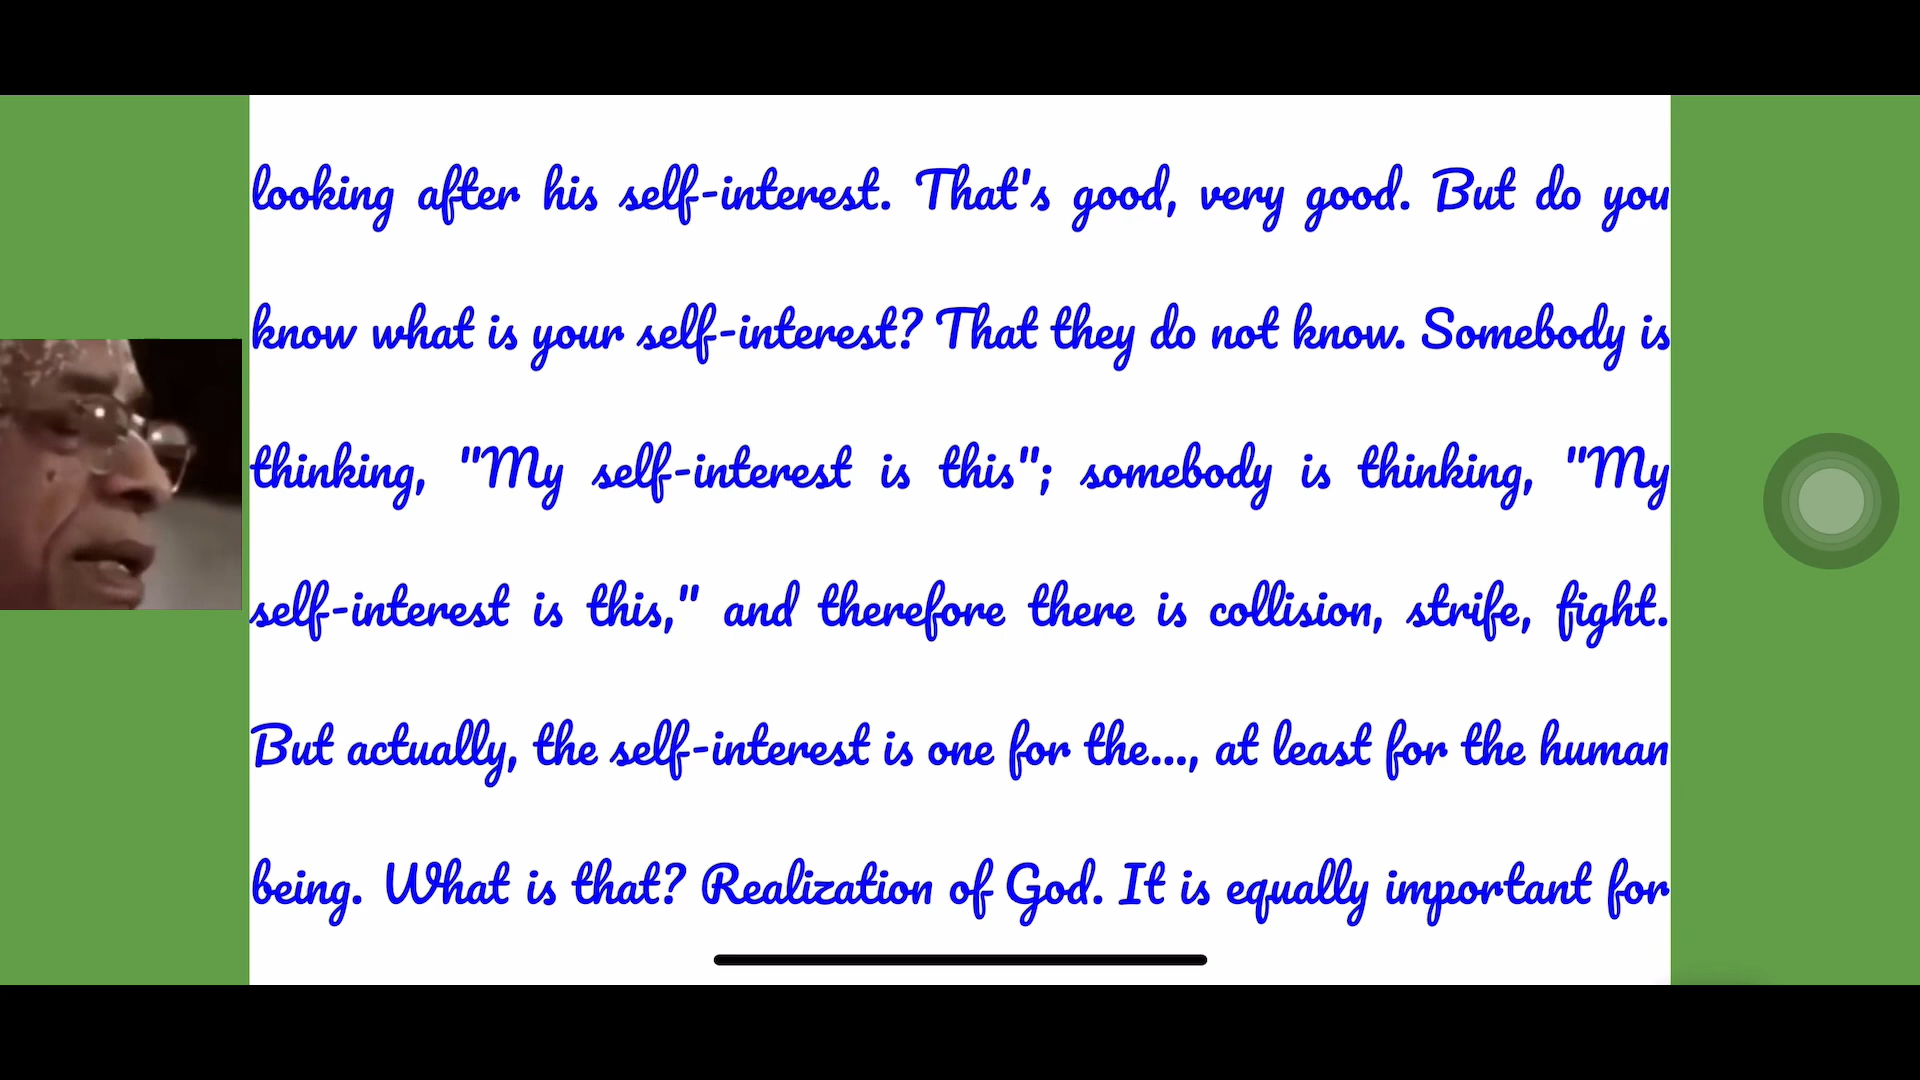 looking after his self-interest. That's good, very good. But do you
know what is your self-interest? That they do not know. Somebody is
thinking, "My self-interest is this"; somebody is thinking, "My
self-interest is this," and therefore there is collision, strife, fight.
But actually, the self-interest is one for the..., at least for the human
being. What is that? Realization of God. It is equally important for